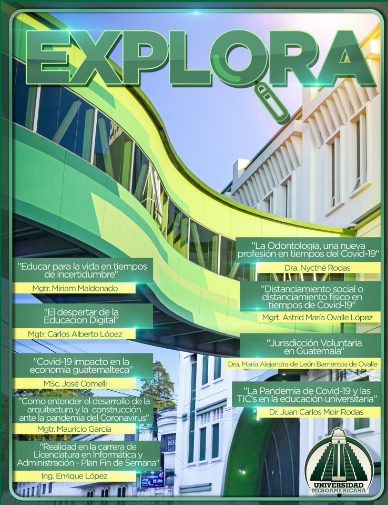 EXPLORA
"Educar para la vida en tiempos
de incertidumbre"
Mgtr. Miriam Maldonado
"El despertar de la
Educacion Digital"
Mgtr. Carlos Alberto López
"Covid-19 impacto en la
economía guatemalteca"
MSc. José Comelli
"Como entender el desarrollo de la
arquitectura y la construcción
ante la pandemia del Coronavirus"
Mgtr. Mauricio García
"Realidad en la carrera de
Licenciatura en Informática y
Administración - Plan Fin de Semana"
Ing. Enrique López
"La Odontología, una nueva
profesión en tiempos del Covid-19"
Dra. Nycthé Rodas
"Distanciamiento social o
distanciamiento físico en
tiempos de Covid-19"
Mgrt. Astrid María Ovalle López
"Jurisdicción Voluntaria
en Guatemala"
Dra. María Alejandra de León Barrientos de Ovalle
"La Pandemia de Covid-19 y las
TIC's en la educación universitaria"
Dr. Juan Carlos Moir Rodas
UNIVERSIDAD
MESOAMERICANA